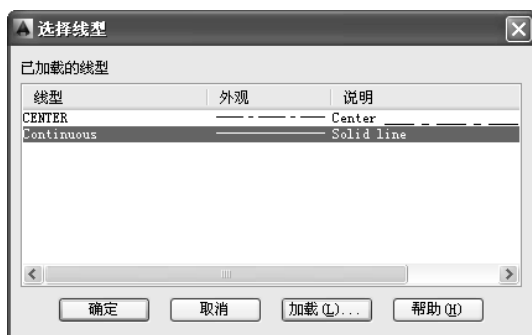 选择线型
已加载的线型
线型 外观 说明
CENTER Center
Continuous Solid line
确定 取消 加载(L)... 帮助(H)